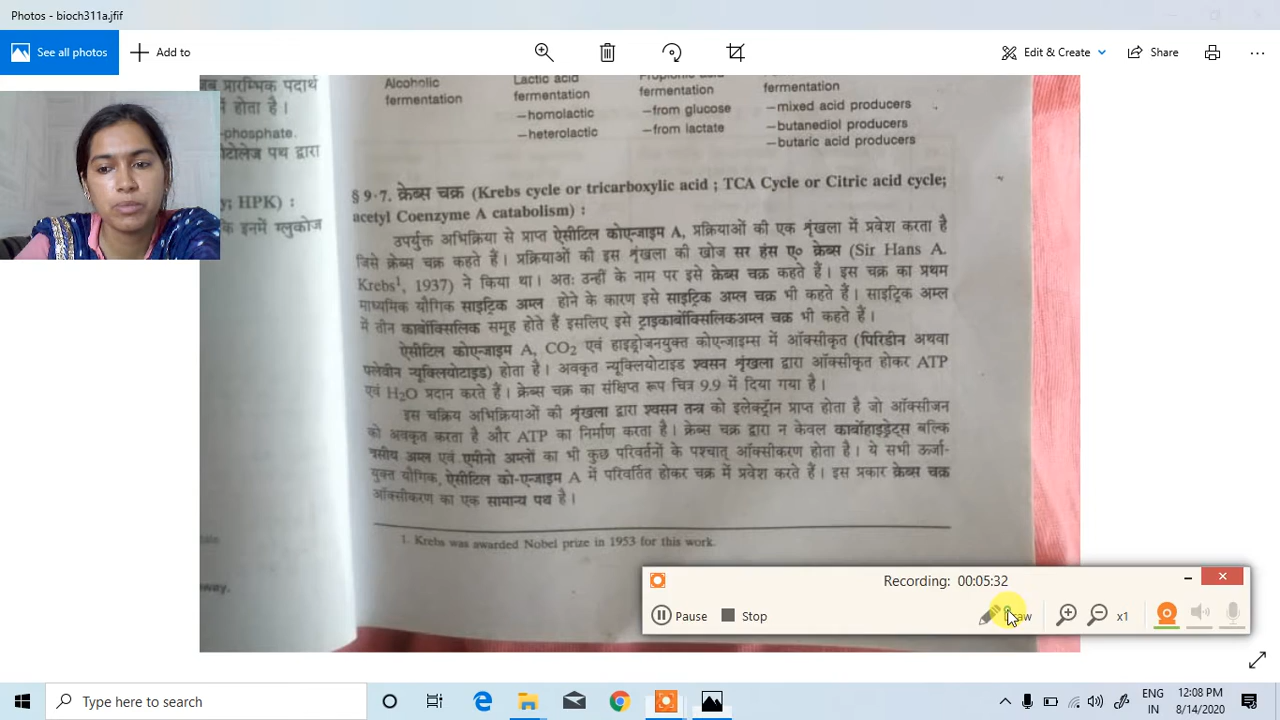 Photos - bioch311a.jfif
See all photos
Add to
Edit & Create
Share
जब प्रारम्भिक पदार्थ
में होता है।
-phosphate.
टोलेज पथ द्वारा
y; HPK) :
के इनमें ग्लुकोज
Alcoholic
fermentation
Lactic acid
fermentation
—homolactic
—heterolactic
fermentation
—from glucose
—from lactate
fermentation
—mixed acid producers
—butanediol producers
—butaric acid producers
§ 9·7. क्रेब्स चक्र (Krebs cycle or tricarboxylic acid ; TCA Cycle or Citric acid cycle;
acetyl Coenzyme A catabolism) :
उपर्युक्त अभिक्रिया से प्राप्त ऐसीटिल कोएन्जाइम A, प्रक्रियाओं की एक शृंखला में प्रवेश करता है
जिसे क्रेब्स चक्र कहते हैं। प्रक्रियाओं की इस शृंखला की खोज सर हंस ए० क्रेब्स (Sir Hans A.
Krebs¹, 1937) ने किया था। अतः उन्हीं के नाम पर इसे क्रेब्स चक्र कहते हैं। इस चक्र का प्रथम
माध्यमिक यौगिक साइट्रिक अम्ल होने के कारण इसे साइट्रिक अम्ल चक्र भी कहते हैं। साइट्रिक अम्ल
में तीन कार्बोक्सिलिक समूह होते हैं इसलिए इसे ट्राइकार्बोक्सिलिकअम्ल चक्र भी कहते हैं।
ऐसीटिल कोएन्जाइम A, CO₂ एवं हाइड्रोजनयुक्त कोएन्जाइम्स में ऑक्सीकृत (पिरिडीन अथवा
फ्लेवीन न्यूक्लियोटाइड) होता है। अवकृत न्यूक्लियोटाइड श्वसन शृंखला द्वारा ऑक्सीकृत होकर ATP
एवं H₂O प्रदान करते हैं। क्रेब्स चक्र का संक्षिप्त रूप चित्र 9.9 में दिया गया है।
इस चक्रिय अभिक्रियाओं की शृंखला द्वारा श्वसन तन्त्र को इलेक्ट्रॉन प्राप्त होता है जो ऑक्सीजन
को अवकृत करता है और ATP का निर्माण करता है। क्रेब्स चक्र द्वारा न केवल कार्बोहाइड्रेट्स बल्कि
वसीय अम्ल एवं एमीनो अम्लों का भी कुछ परिवर्तनों के पश्चात् ऑक्सीकरण होता है। ये सभी ऊर्जा-
युक्त यौगिक, ऐसीटिल को-एन्जाइम A में परिवर्तित होकर चक्र में प्रवेश करते हैं। इस प्रकार क्रेब्स चक्र
ऑक्सीकरण का एक सामान्य पथ है।
1. Krebs was awarded Nobel prize in 1953 for this work.
Recording: 00:05:32
Pause
Stop
x1
Type here to search
ENG
IN
12:08 PM
8/14/2020